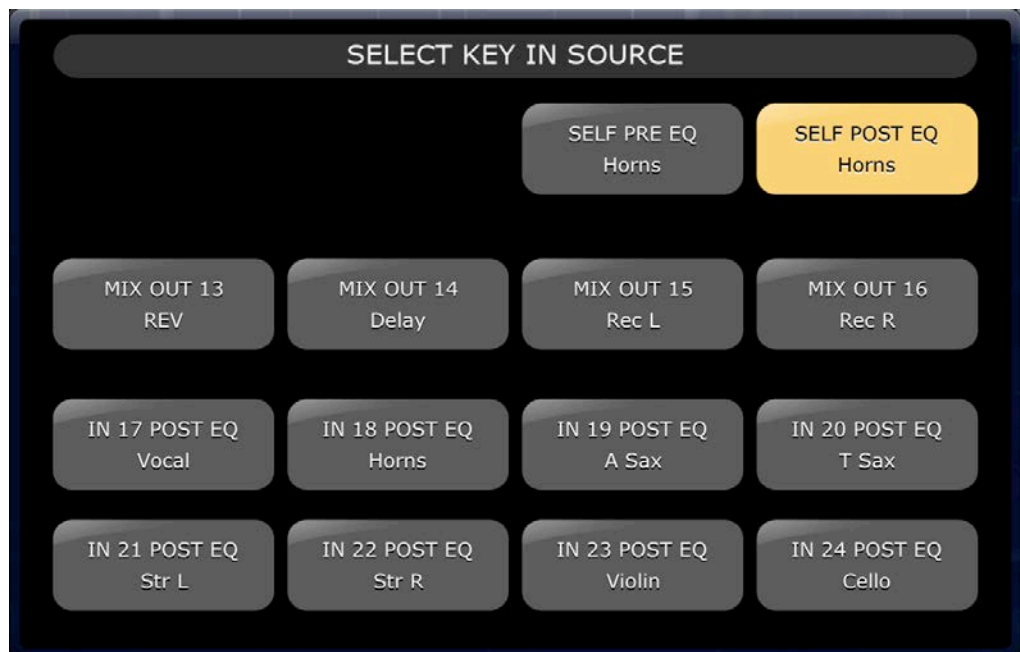 SELECT KEY IN SOURCE
SELF PRE EQ
Horns
SELF POST EQ
Horns
MIX OUT 13
REV
MIX OUT 14
Delay
MIX OUT 15
Rec L
MIX OUT 16
Rec R
IN 17 POST EQ
Vocal
IN 18 POST EQ
Horns
IN 19 POST EQ
A Sax
IN 20 POST EQ
T Sax
IN 21 POST EQ
Str L
IN 22 POST EQ
Str R
IN 23 POST EQ
Violin
IN 24 POST EQ
Cello